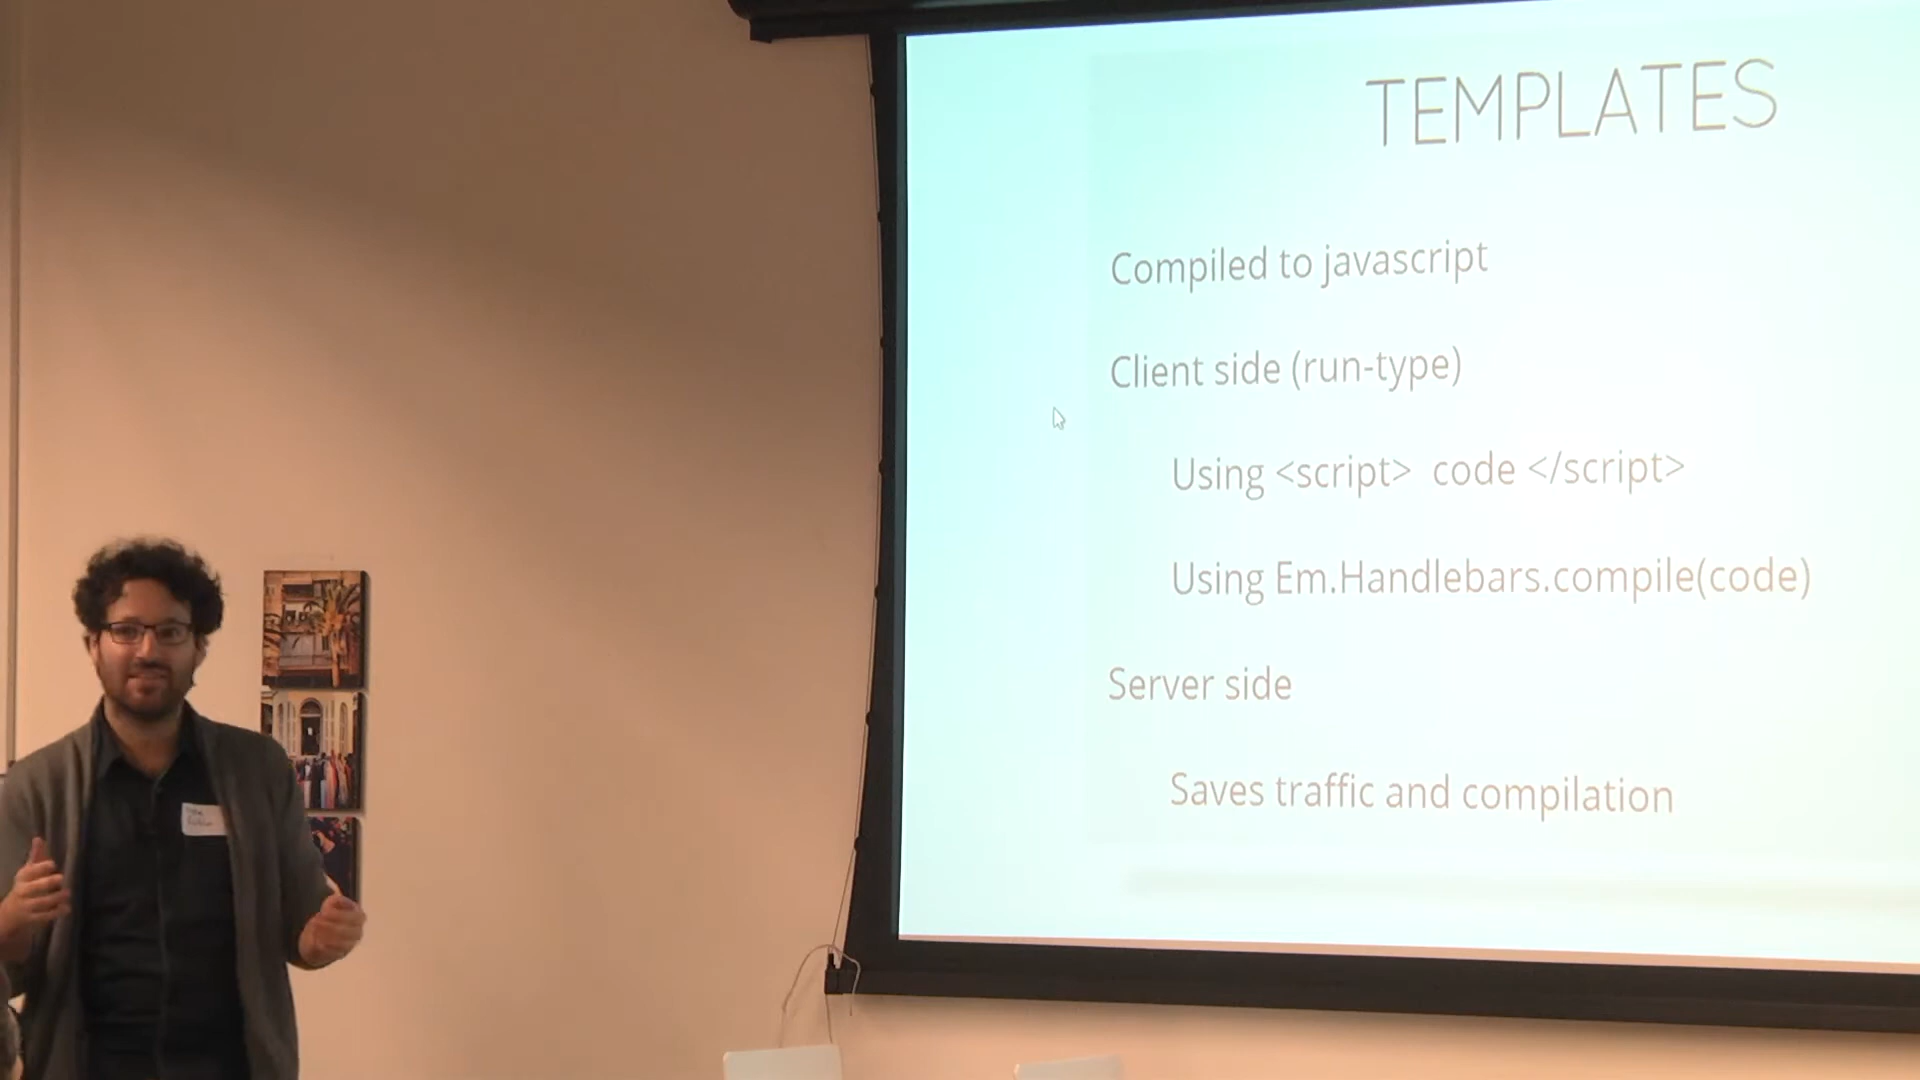 TEMPLATES
Compiled to javascript
Client side (run-type)
Using <script> code </script>
Using Em.Handlebars.compile(code)
Server side
Saves traffic and compilation